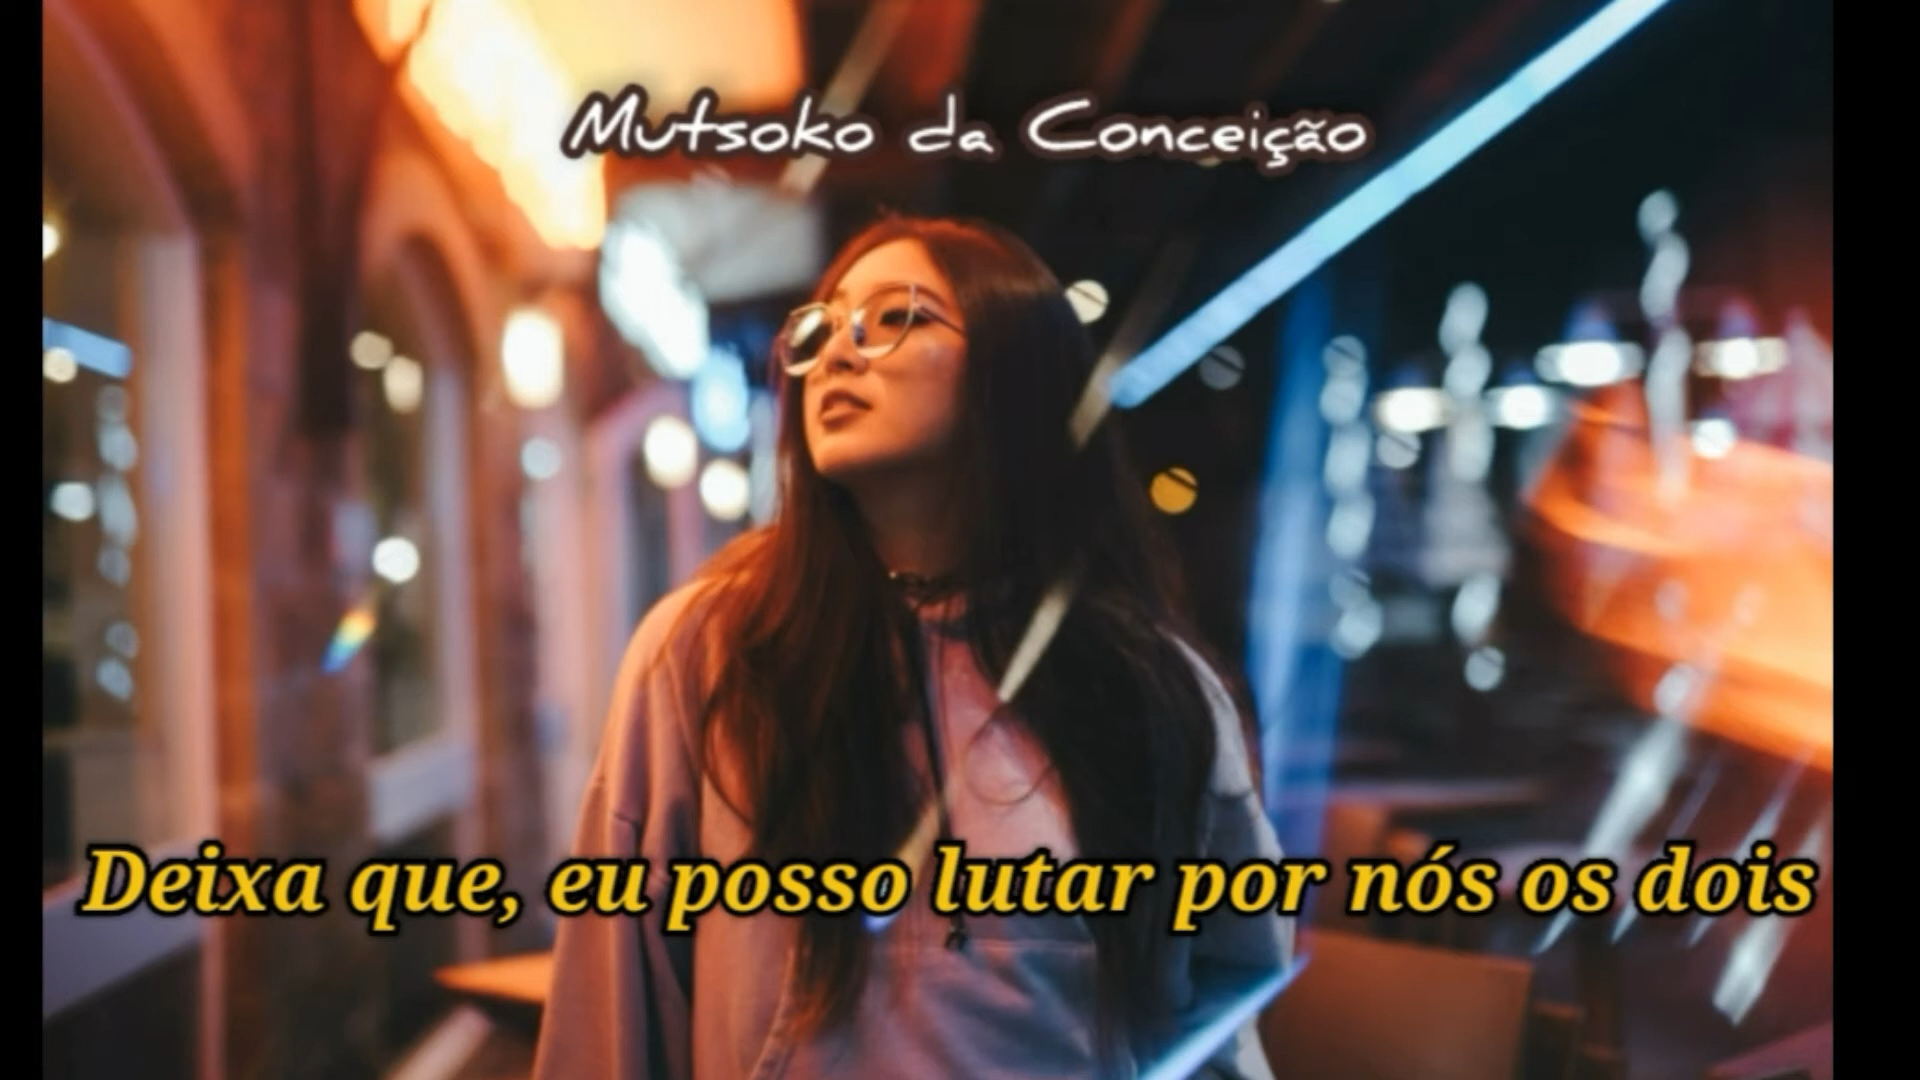 Mutsoko da Conceição
Deixa que, eu posso lutar por nós os dois